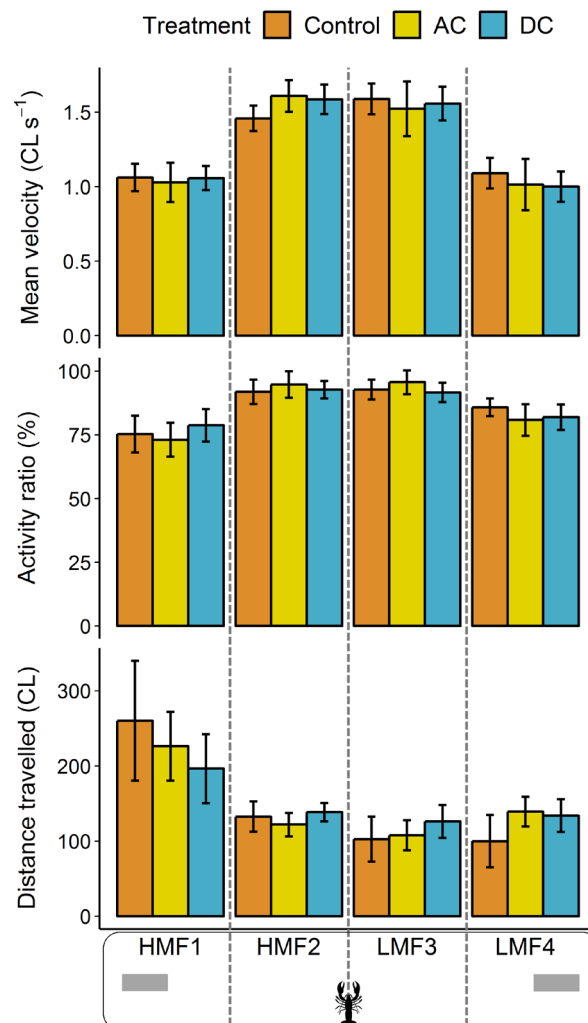 Treatment Control AC DC
Mean velocity (CL s⁻¹)
1.5
1.0
0.5
0.0
Activity ratio (%)
100
75
50
25
0
Distance travelled (CL)
300
200
100
0
HMF1 HMF2 LMF3 LMF4